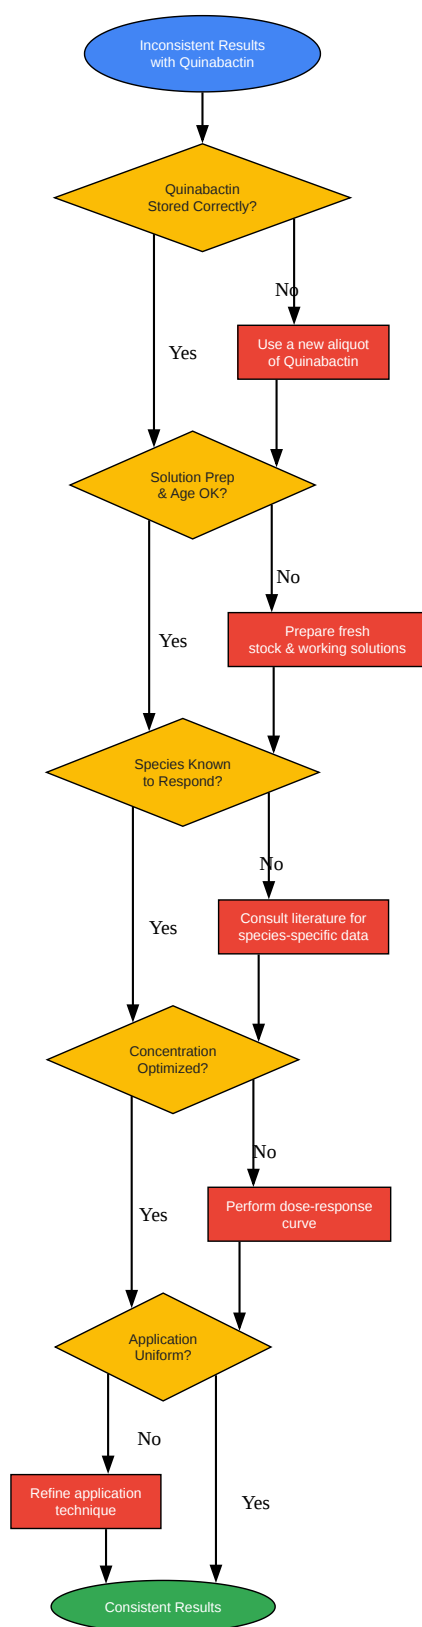 Inconsistent Results
with Quinabactin
Quinabactin
Stored Correctly?
No
Use a new aliquot
of Quinabactin
Yes
Solution Prep
& Age OK?
No
Prepare fresh
stock & working solutions
Yes
Species Known
to Respond?
No
Consult literature for
species-specific data
Yes
Concentration
Optimized?
No
Perform dose-response
curve
Yes
Application
Uniform?
No
Refine application
technique
Yes
Consistent Results